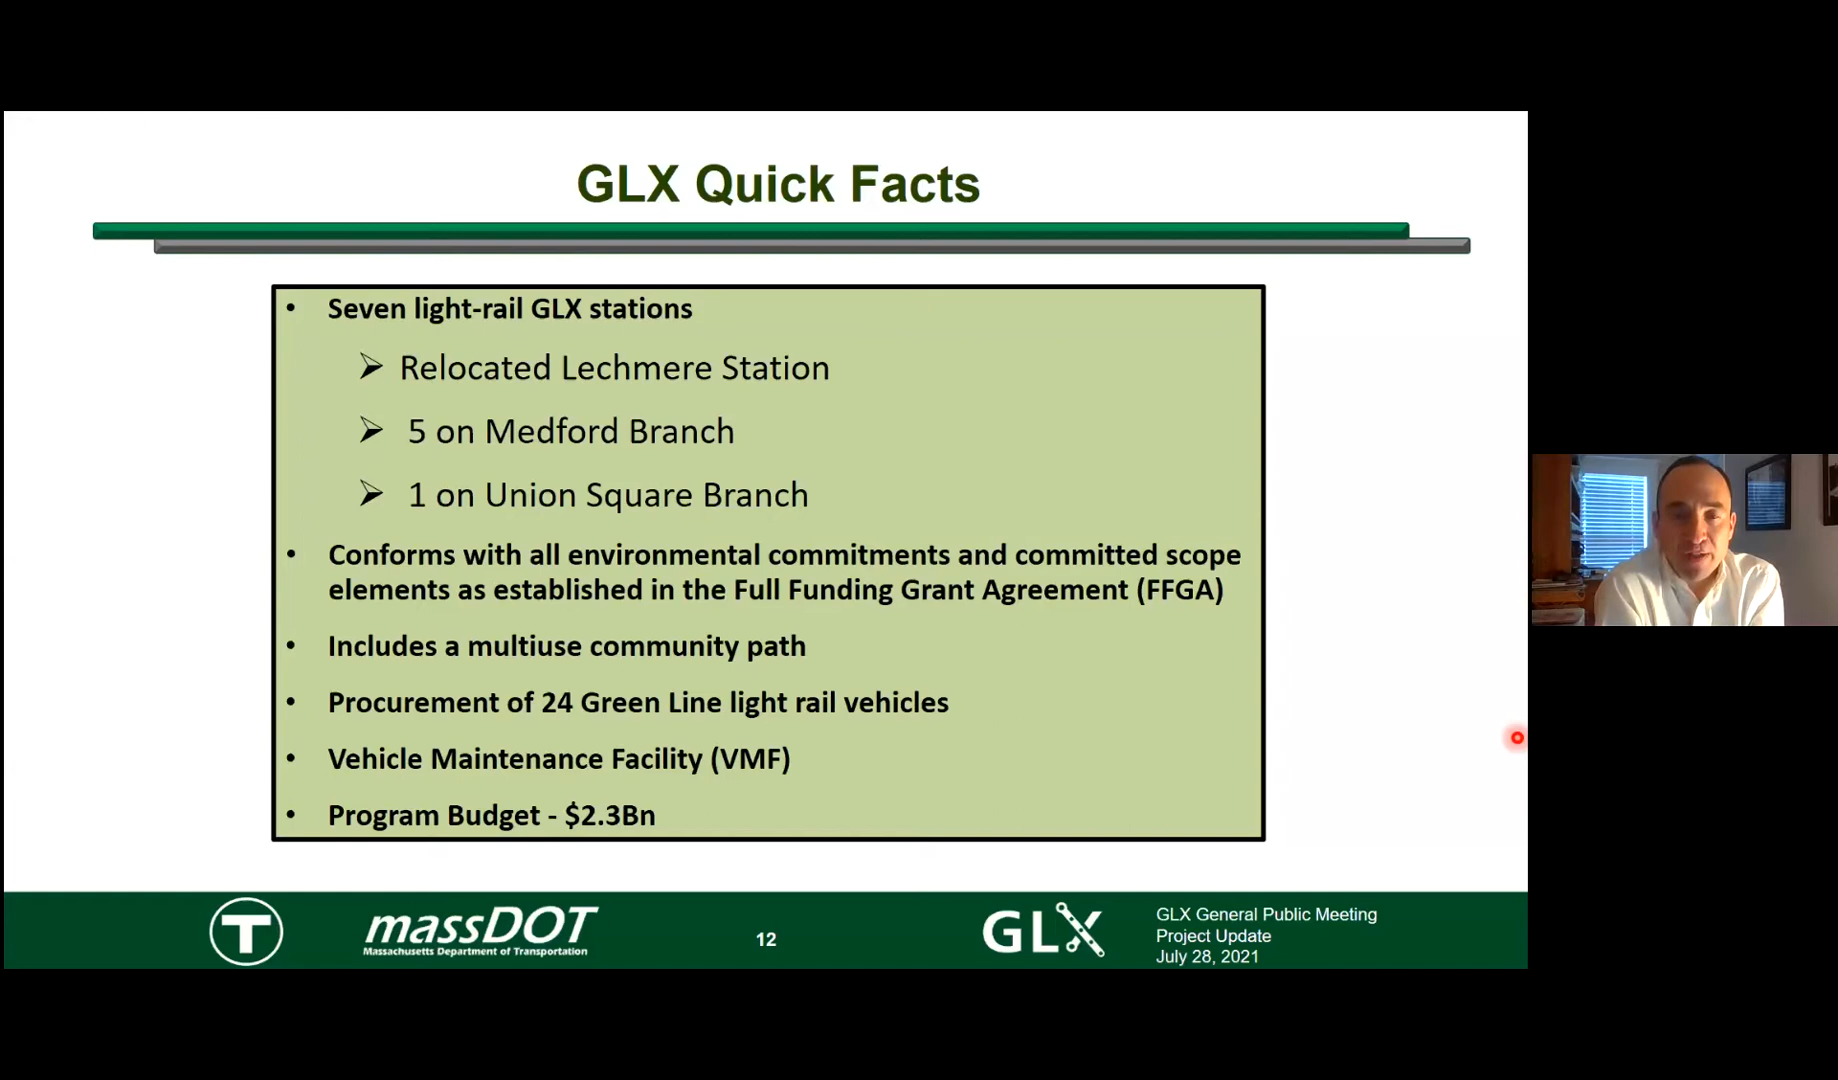 GLX Quick Facts
• Seven light-rail GLX stations
➢ Relocated Lechmere Station
➢ 5 on Medford Branch
➢ 1 on Union Square Branch
• Conforms with all environmental commitments and committed scope
elements as established in the Full Funding Grant Agreement (FFGA)
• Includes a multiuse community path
• Procurement of 24 Green Line light rail vehicles
• Vehicle Maintenance Facility (VMF)
• Program Budget - $2.3Bn
T
massDOT
Massachusetts Department of Transportation
12
GLX
GLX General Public Meeting
Project Update
July 28, 2021